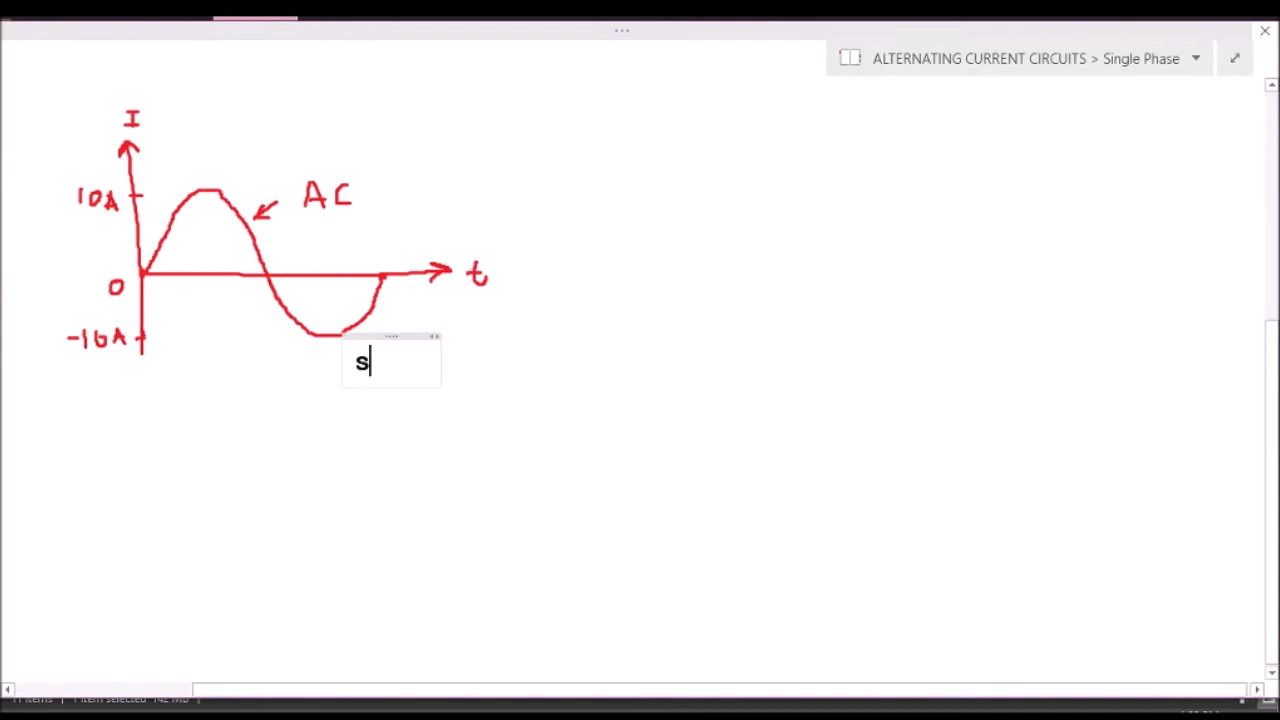 ALTERNATING CURRENT CIRCUITS > Single Phase
I
10A
AC
t
0
-10A
s